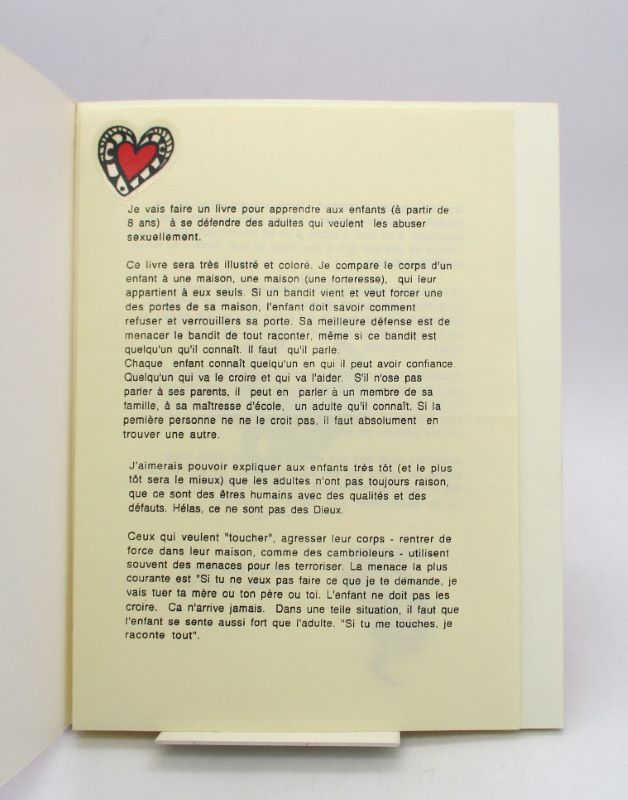 Je vais faire un livre pour apprendre aux enfants (à partir de
8 ans) à se défendre des adultes qui veulent les abuser
sexuellement.
Ce livre sera très illustré et coloré. Je compare le corps d'un
enfant à une maison, une maison (une forteresse), qui leur
appartient à eux seuls. Si un bandit vient et veut forcer une
des portes de sa maison, l'enfant doit savoir comment
refuser et verrouillers sa porte. Sa meilleure défense est de
menacer le bandit de tout raconter, même si ce bandit est
quelqu'un qu'il connaît. Il faut qu'il parle.
Chaque enfant connaît quelqu'un en qui il peut avoir confiance.
Quelqu'un qui va le croire et qui va l'aider. S'il n'ose pas
parler à ses parents, il peut en parler à un membre de sa
famille, à sa maîtresse d'école, un adulte qu'il connaît. Si la
pemière personne ne ne le croit pas, il faut absolument en
trouver une autre.
J'aimerais pouvoir expliquer aux enfants très tôt (et le plus
tôt sera le mieux) que les adultes n'ont pas toujours raison,
que ce sont des êtres humains avec des qualités et des
défauts. Hélas, ce ne sont pas des Dieux.
Ceux qui veulent "toucher", agresser leur corps - rentrer de
force dans leur maison, comme des cambrioleurs - utilisent
souvent des menaces pour les terroriser. La menace la plus
courante est "Si tu ne veux pas faire ce que je te demande, je
vais tuer ta mère ou ton père ou toi. L'enfant ne doit pas les
croire. Ca n'arrive jamais. Dans une telle situation, il faut que
l'enfant se sente aussi fort que l'adulte. "Si tu me touches, je
raconte tout".